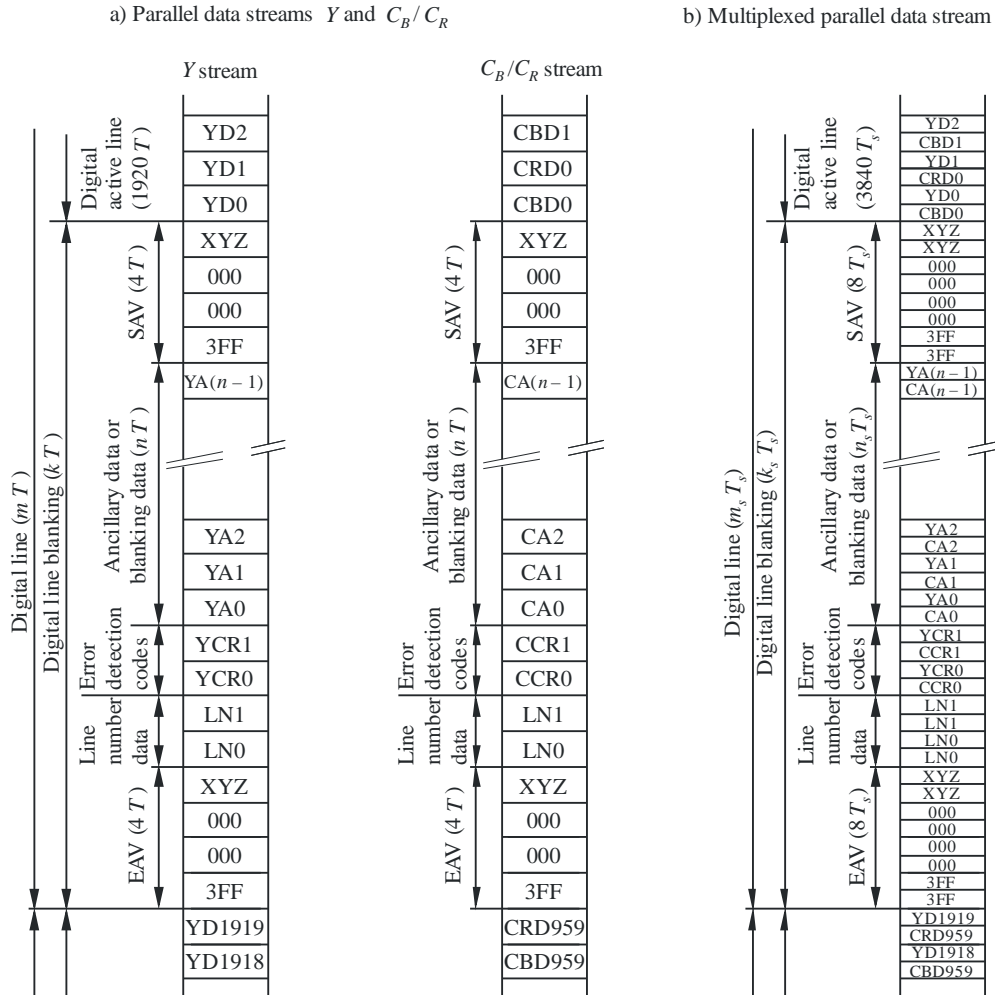 a) Parallel data streams Y and C_B/C_R
b) Multiplexed parallel data stream
Y stream
C_B/C_R stream
Digital line (m T)
Digital line blanking (k T)
Digital
active line
(1920 T)
SAV (4 T)
Ancillary data or
blanking data (n T)
Error
detection
codes
Line
number
data
EAV (4 T)
YD2
YD1
YD0
XYZ
000
000
3FF
YA(n – 1)
YA2
YA1
YA0
YCR1
YCR0
LN1
LN0
XYZ
000
000
3FF
YD1919
YD1918
SAV (4 T)
Ancillary data or
blanking data (n T)
Error
detection
codes
Line
number
data
EAV (4 T)
CBD1
CRD0
CBD0
XYZ
000
000
3FF
CA(n – 1)
CA2
CA1
CA0
CCR1
CCR0
LN1
LN0
XYZ
000
000
3FF
CRD959
CBD959
Digital line (m_s T_s)
Digital line blanking (k_s T_s)
Digital
active line
(3840 T_s)
SAV (8 T_s)
Ancillary data or
blanking data (n_s T_s)
Error
detection
codes
Line
number
data
EAV (8 T_s)
YD2
CBD1
YD1
CRD0
YD0
CBD0
XYZ
XYZ
000
000
000
000
3FF
3FF
YA(n – 1)
CA(n – 1)
YA2
CA2
YA1
CA1
YA0
CA0
YCR1
CCR1
YCR0
CCR0
LN1
LN1
LN0
LN0
XYZ
XYZ
000
000
000
000
3FF
3FF
YD1919
CRD959
YD1918
CBD959